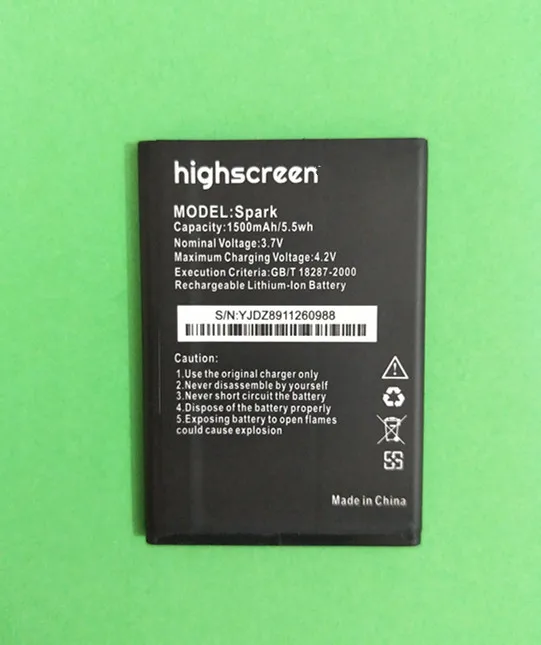 highscreen
MODEL:Spark
Capacity:1500mAh/5.5wh
Nominal Voltage:3.7V
Maximum Charging Voltage:4.2V
Execution Criteria:GB/T 18287-2000
Rechargeable Lithium-Ion Battery
S/N:YJDZ8911260988
Caution:
1.Use the original charger only
2.Never disassemble by yourself
3.Never short circuit the battery
4.Dispose of the battery properly
5.Exposing battery to open flames
could cause explosion
Made in China